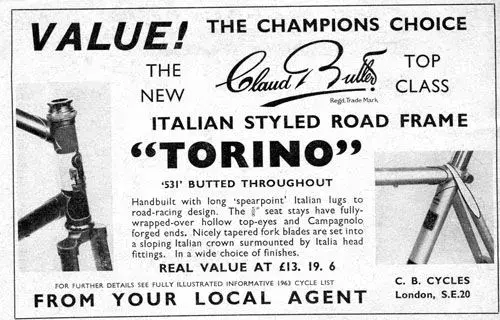 VALUE! THE CHAMPIONS CHOICE
THE NEW Claud Butler TOP CLASS
Regd. Trade Mark
ITALIAN STYLED ROAD FRAME
“TORINO”
‘531’ BUTTED THROUGHOUT
Handbuilt with long ‘spearpoint’ Italian lugs to
road-racing design. The ⅝″ seat stays have fully-
wrapped-over hollow top-eyes and Campagnolo
forged ends. Nicely tapered fork blades are set into
a sloping Italian crown surmounted by Italia head
fittings. In a wide choice of finishes.
REAL VALUE AT £13. 19. 6
FOR FURTHER DETAILS SEE FULLY ILLUSTRATED INFORMATIVE 1963 CYCLE LIST
FROM YOUR LOCAL AGENT
C. B. CYCLES
London, S.E.20